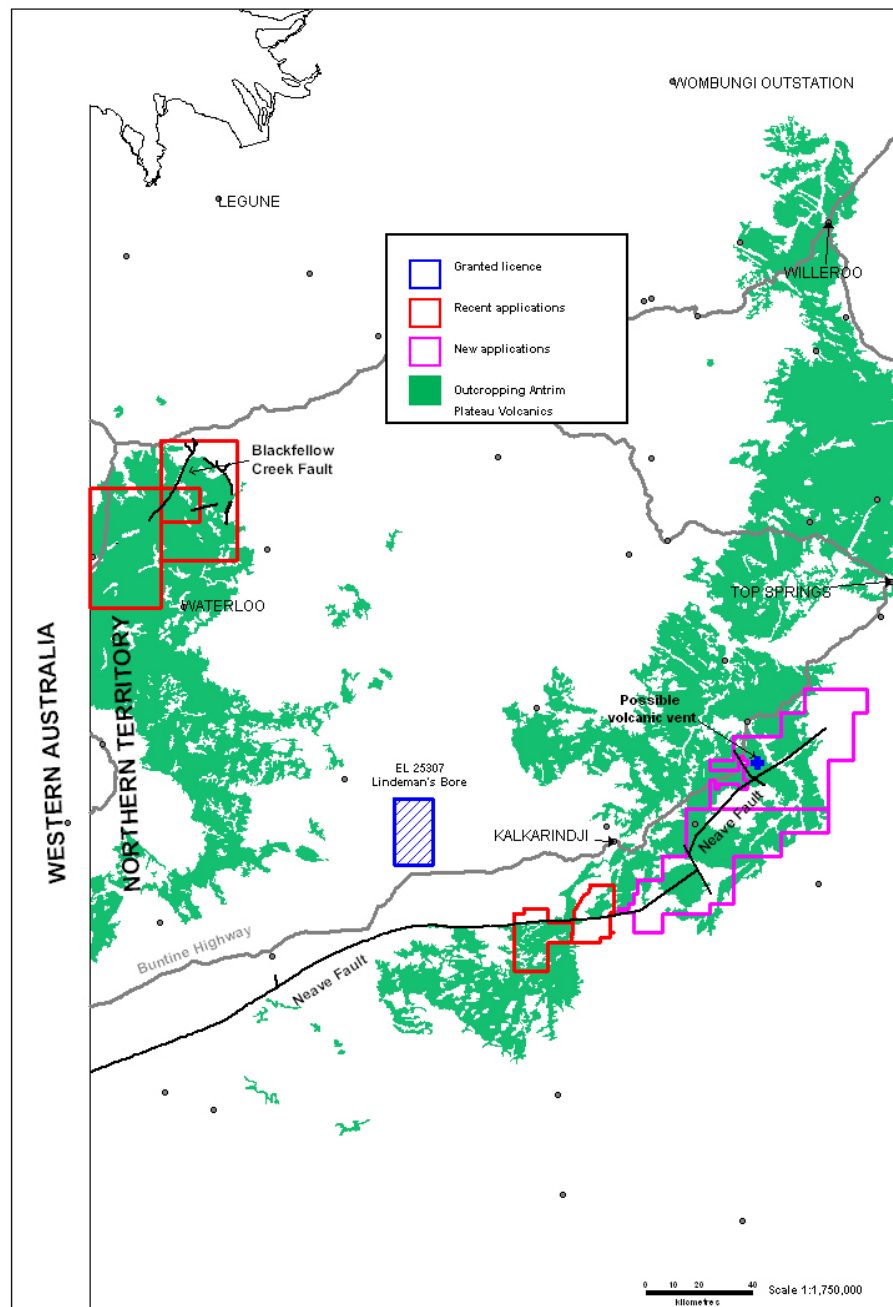 WOMBUNGI OUTSTATION
LEGUNE
WILLEROO
Granted licence
Recent applications
New applications
Outcropping Antrim
Plateau Volcanics
Blackfellow
Creek Fault
TOP SPRINGS
WATERLOO
WESTERN AUSTRALIA
NORTHERN TERRITORY
Possible
volcanic vent
EL 25307
Lindeman's Bore
KALKARINDJI
Neave Fault
Buntine Highway
Neave Fault
0 10 20 40
kilometres
Scale 1:1,750,000